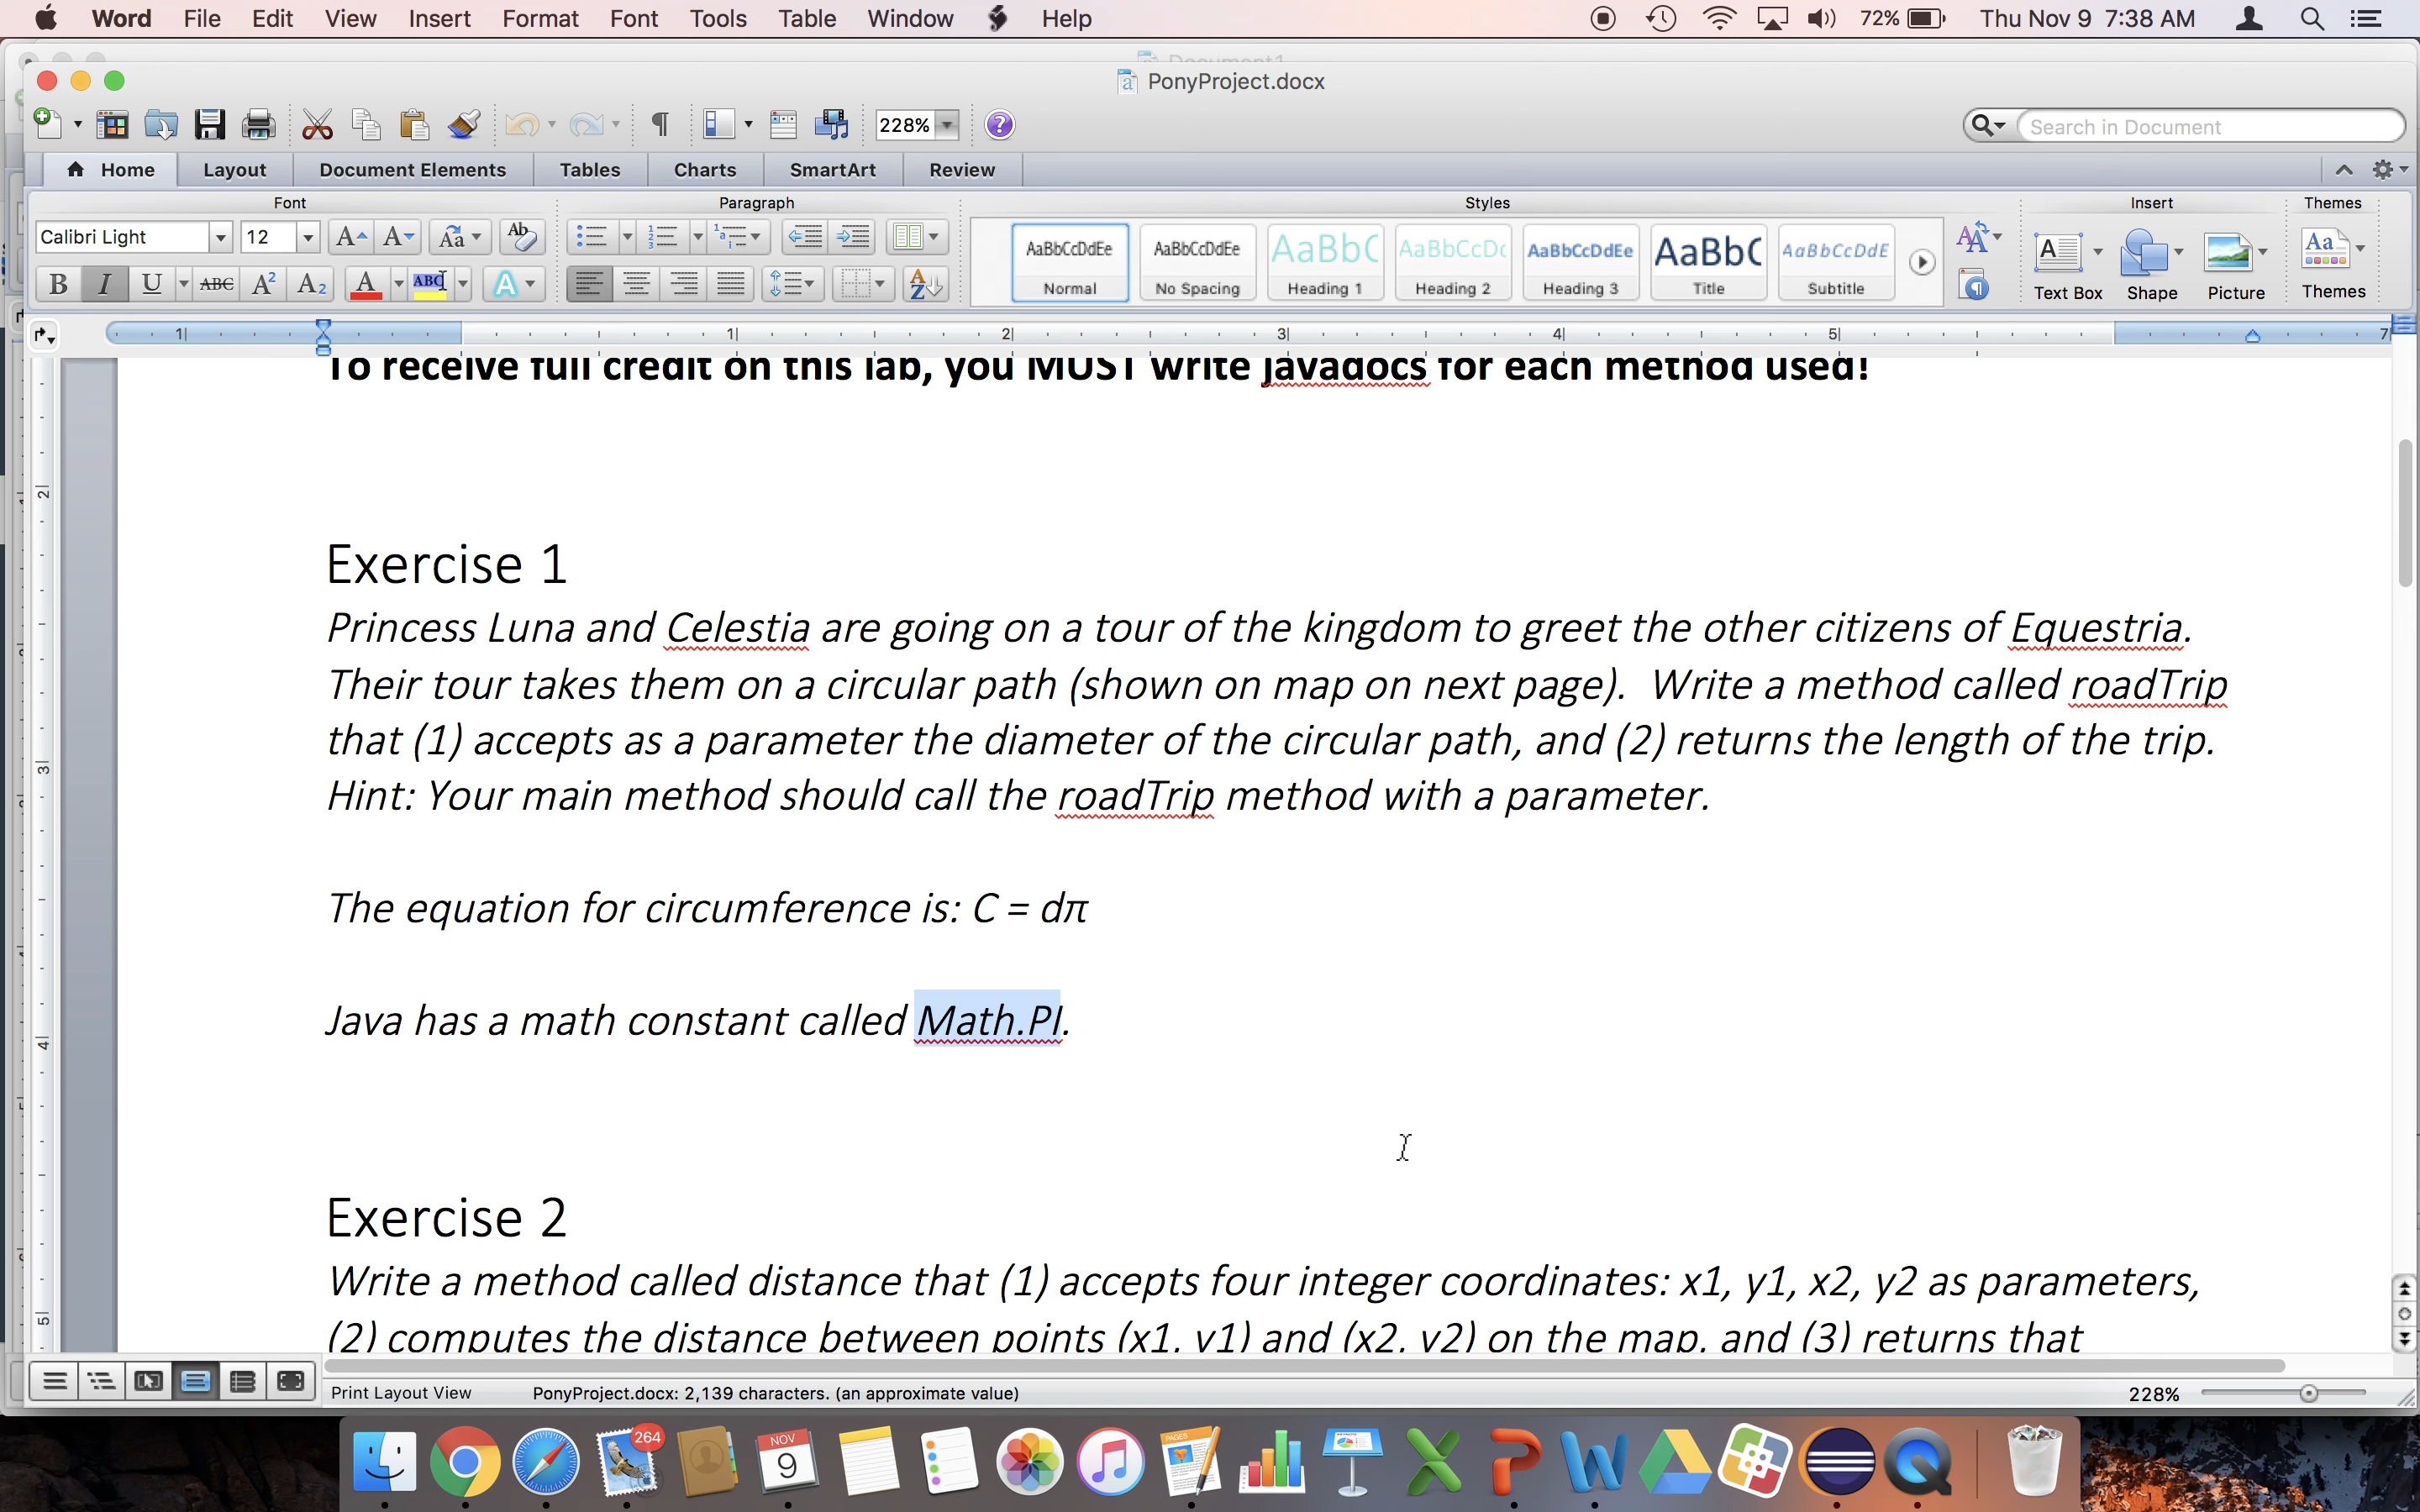 Word File Edit View Insert Format Font Tools Table Window Help 72% Thu Nov 9 7:38 AM
Document1
PonyProject.docx
228% Search in Document
Home Layout Document Elements Tables Charts SmartArt Review
Font Paragraph Styles Insert Themes
Calibri Light 12
AaBbCcDdEe AaBbCcDdEe AaBbC AaBbCcDc AaBbCcDdEe AaBbC AaBbCcDdE
Normal No Spacing Heading 1 Heading 2 Heading 3 Title Subtitle
Text Box Shape Picture Themes
To receive full credit on this lab, you MUST write javadocs for each method used!
Exercise 1
Princess Luna and Celestia are going on a tour of the kingdom to greet the other citizens of Equestria.
Their tour takes them on a circular path (shown on map on next page).  Write a method called roadTrip
that (1) accepts as a parameter the diameter of the circular path, and (2) returns the length of the trip.
Hint: Your main method should call the roadTrip method with a parameter.
The equation for circumference is: C = dπ
Java has a math constant called Math.PI.
Exercise 2
Write a method called distance that (1) accepts four integer coordinates: x1, y1, x2, y2 as parameters,
(2) computes the distance between points (x1, y1) and (x2, y2) on the map, and (3) returns that
Print Layout View PonyProject.docx: 2,139 characters. (an approximate value) 228%
264
NOV
9
PAGES